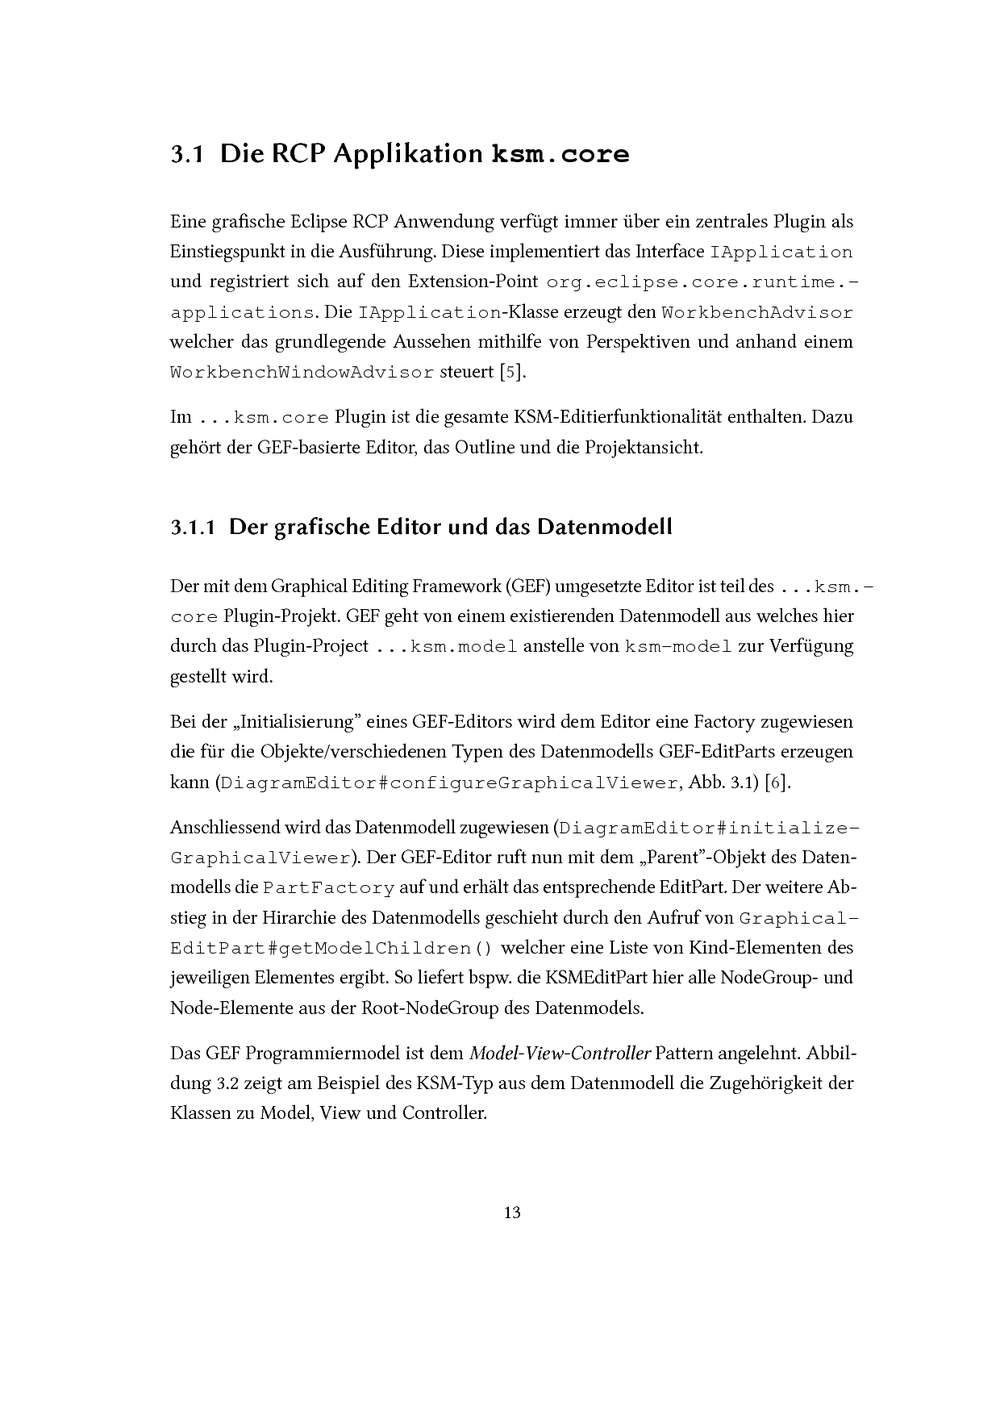 3.1 Die RCP Applikation ksm.core
Eine grafische Eclipse RCP Anwendung verfügt immer über ein zentrales Plugin als
Einstiegspunkt in die Ausführung. Diese implementiert das Interface IApplication
und registriert sich auf den Extension-Point org.eclipse.core.runtime.-
applications. Die IApplication-Klasse erzeugt den WorkbenchAdvisor
welcher das grundlegende Aussehen mithilfe von Perspektiven und anhand einem
WorkbenchWindowAdvisor steuert [5].
Im ...ksm.core Plugin ist die gesamte KSM-Editierfunktionalität enthalten. Dazu
gehört der GEF-basierte Editor, das Outline und die Projektansicht.
3.1.1 Der grafische Editor und das Datenmodell
Der mit dem Graphical Editing Framework (GEF) umgesetzte Editor ist teil des ...ksm.-
core Plugin-Projekt. GEF geht von einem existierenden Datenmodell aus welches hier
durch das Plugin-Project ...ksm.model anstelle von ksm-model zur Verfügung
gestellt wird.
Bei der „Initialisierung” eines GEF-Editors wird dem Editor eine Factory zugewiesen
die für die Objekte/verschiedenen Typen des Datenmodells GEF-EditParts erzeugen
kann (DiagramEditor#configureGraphicalViewer, Abb. 3.1) [6].
Anschliessend wird das Datenmodell zugewiesen (DiagramEditor#initialize-
GraphicalViewer). Der GEF-Editor ruft nun mit dem „Parent”-Objekt des Daten-
modells die PartFactory auf und erhält das entsprechende EditPart. Der weitere Ab-
stieg in der Hirarchie des Datenmodells geschieht durch den Aufruf von Graphical-
EditPart#getModelChildren() welcher eine Liste von Kind-Elementen des
jeweiligen Elementes ergibt. So liefert bspw. die KSMEditPart hier alle NodeGroup- und
Node-Elemente aus der Root-NodeGroup des Datenmodels.
Das GEF Programmiermodel ist dem Model-View-Controller Pattern angelehnt. Abbil-
dung 3.2 zeigt am Beispiel des KSM-Typ aus dem Datenmodell die Zugehörigkeit der
Klassen zu Model, View und Controller.
13